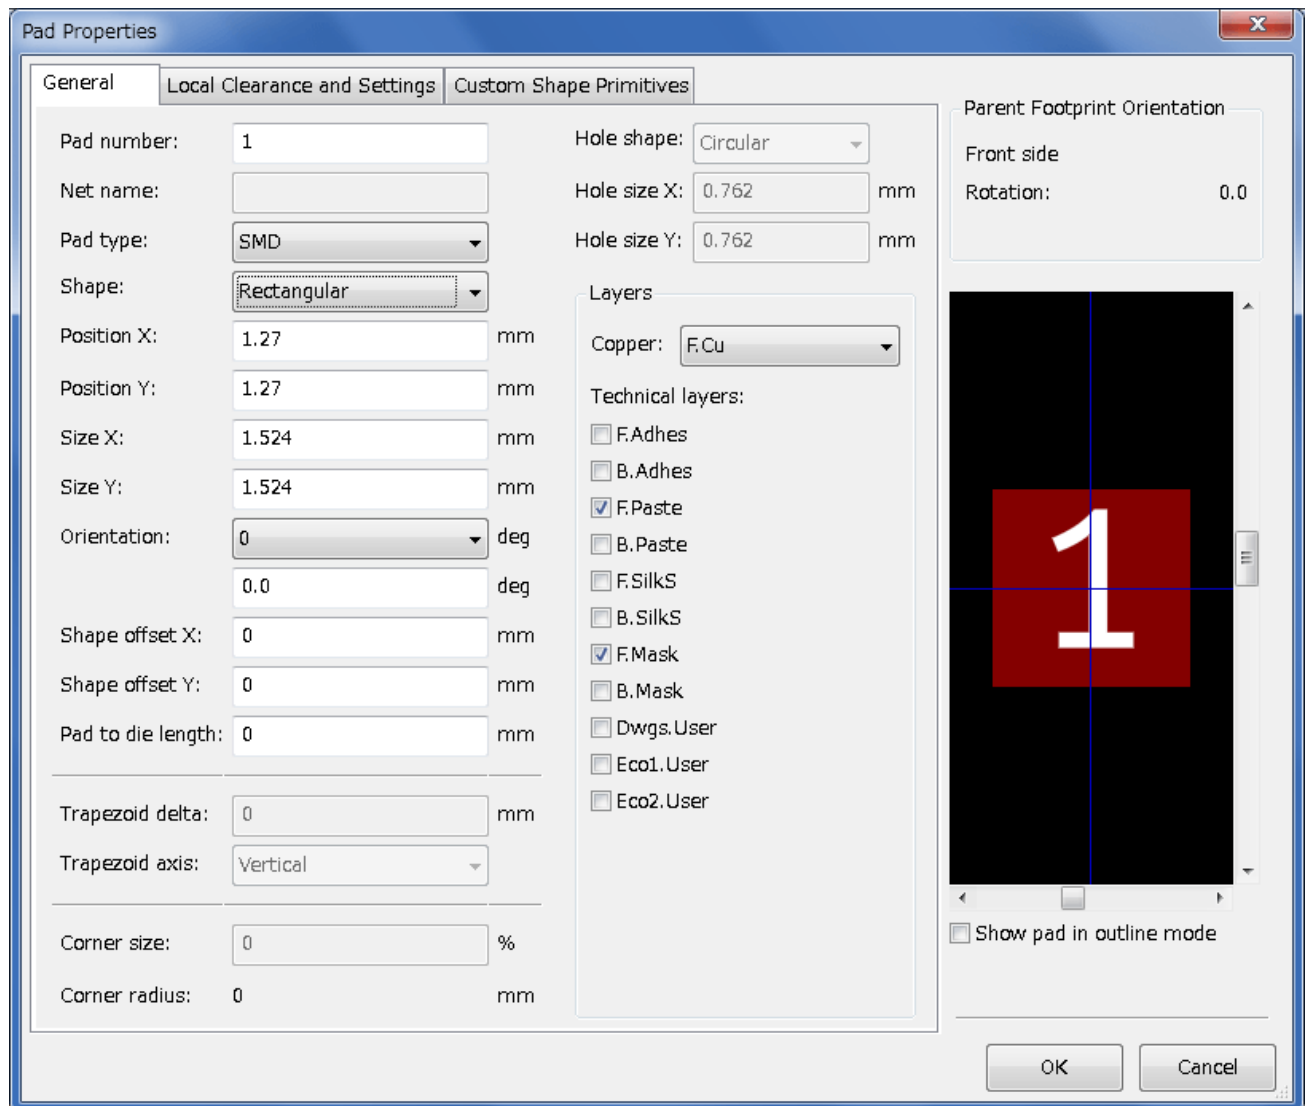 Pad Properties
General
Local Clearance and Settings
Custom Shape Primitives
Pad number: 1
Net name:
Pad type: SMD
Shape: Rectangular
Position X: 1.27 mm
Position Y: 1.27 mm
Size X: 1.524 mm
Size Y: 1.524 mm
Orientation: 0 deg
0.0 deg
Shape offset X: 0 mm
Shape offset Y: 0 mm
Pad to die length: 0 mm
Trapezoid delta: 0 mm
Trapezoid axis: Vertical
Corner size: 0 %
Corner radius: 0 mm
Hole shape: Circular
Hole size X: 0.762 mm
Hole size Y: 0.762 mm
Layers
Copper: F.Cu
Technical layers:
F.Adhes
B.Adhes
F.Paste
B.Paste
F.SilkS
B.SilkS
F.Mask
B.Mask
Dwgs.User
Eco1.User
Eco2.User
Parent Footprint Orientation
Front side
Rotation: 0.0
1
Show pad in outline mode
OK
Cancel